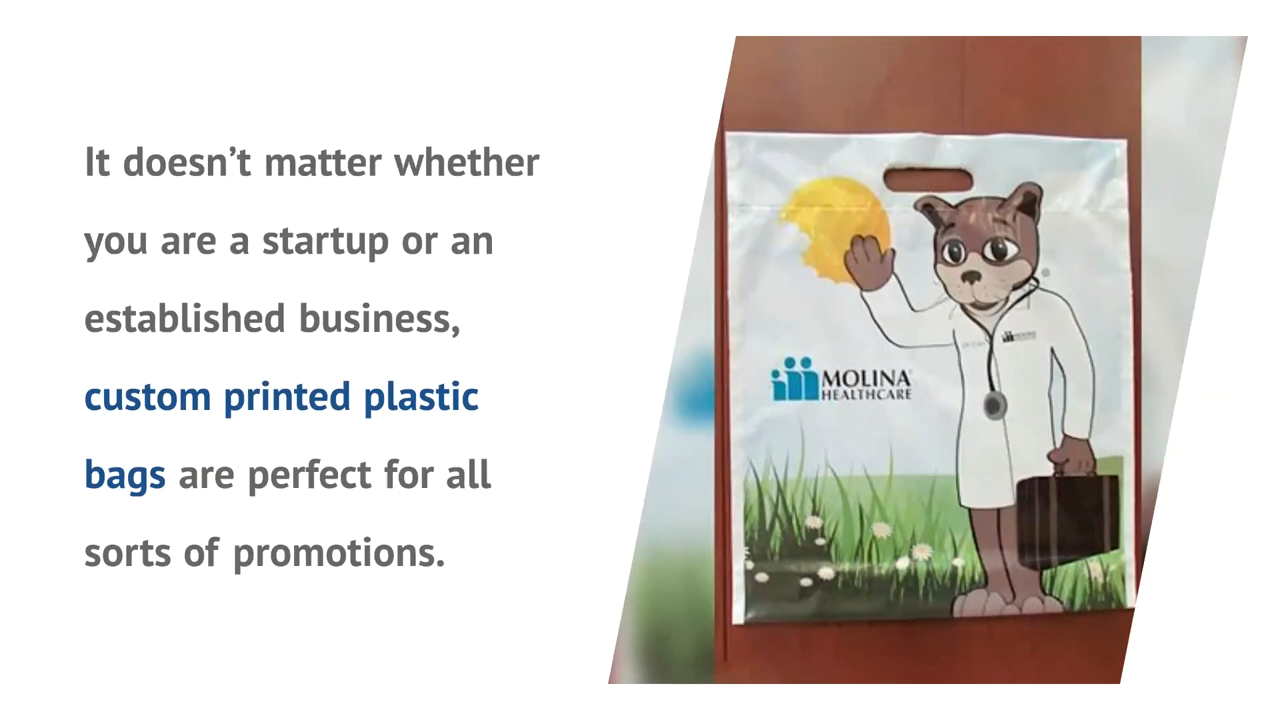 It doesn’t matter whether
you are a startup or an
established business,
custom printed plastic
bags are perfect for all
sorts of promotions.
MOLINA
HEALTHCARE